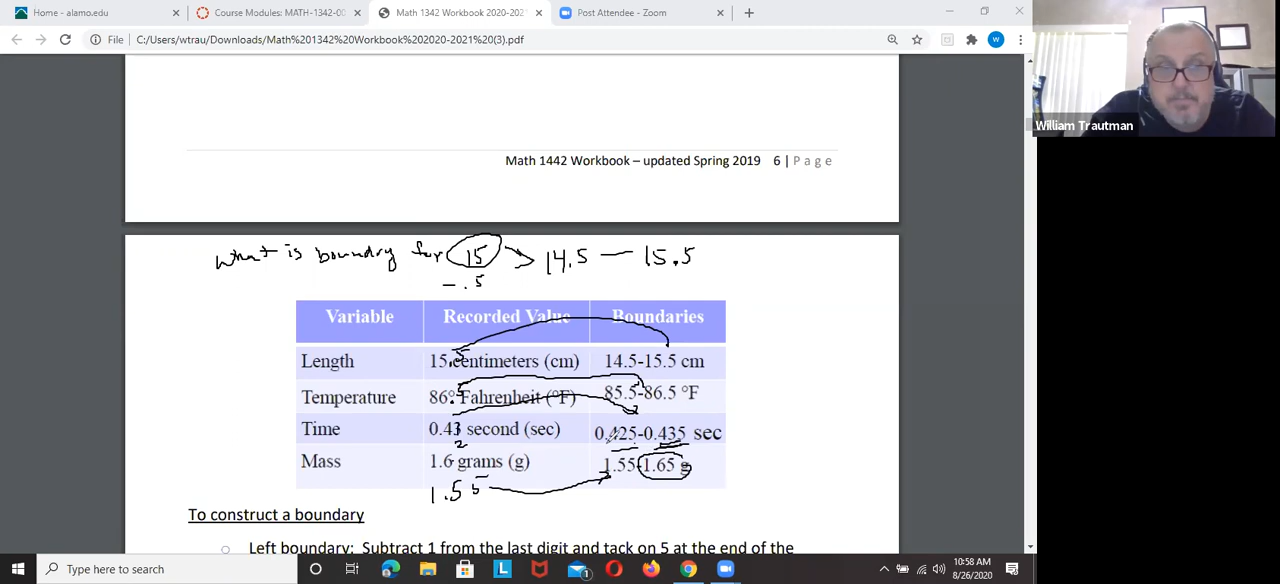 Home - alamo.edu
Course Modules: MATH-1342-00
Math 1342 Workbook 2020-2021
Post Attendee - Zoom
File
C:/Users/wtrau/Downloads/Math%201342%20Workbook%202020-2021%20(3).pdf
W
William Trautman
Math 1442 Workbook – updated Spring 2019 6 | Page
What is boundry for 15 14.5 — 15.5
- .5
Variable Recorded Value Boundaries
Length 15 centimeters (cm) 14.5-15.5 cm
Temperature 86° Fahrenheit (°F) 85.5-86.5 °F
Time 0.43 second (sec) 0.425-0.435 sec
2
Mass 1.6 grams (g) 1.55-1.65 g
1.55
To construct a boundary
Left boundary: Subtract 1 from the last digit and tack on 5 at the end of the
Type here to search
L
1
10:58 AM
8/26/2020